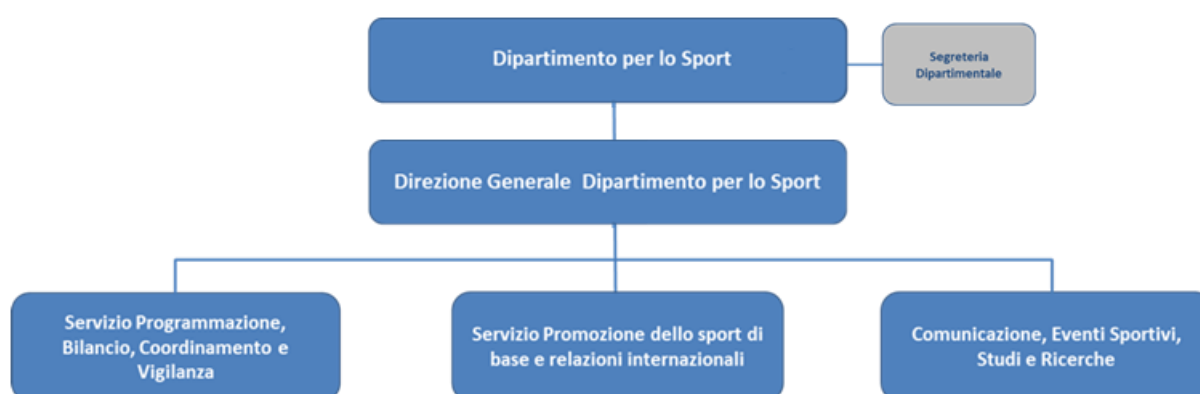 Dipartimento per lo Sport
Segreteria
Dipartimentale
Direzione Generale Dipartimento per lo Sport
Servizio Programmazione,
Bilancio, Coordinamento e
Vigilanza
Servizio Promozione dello sport di
base e relazioni internazionali
Comunicazione, Eventi Sportivi,
Studi e Ricerche